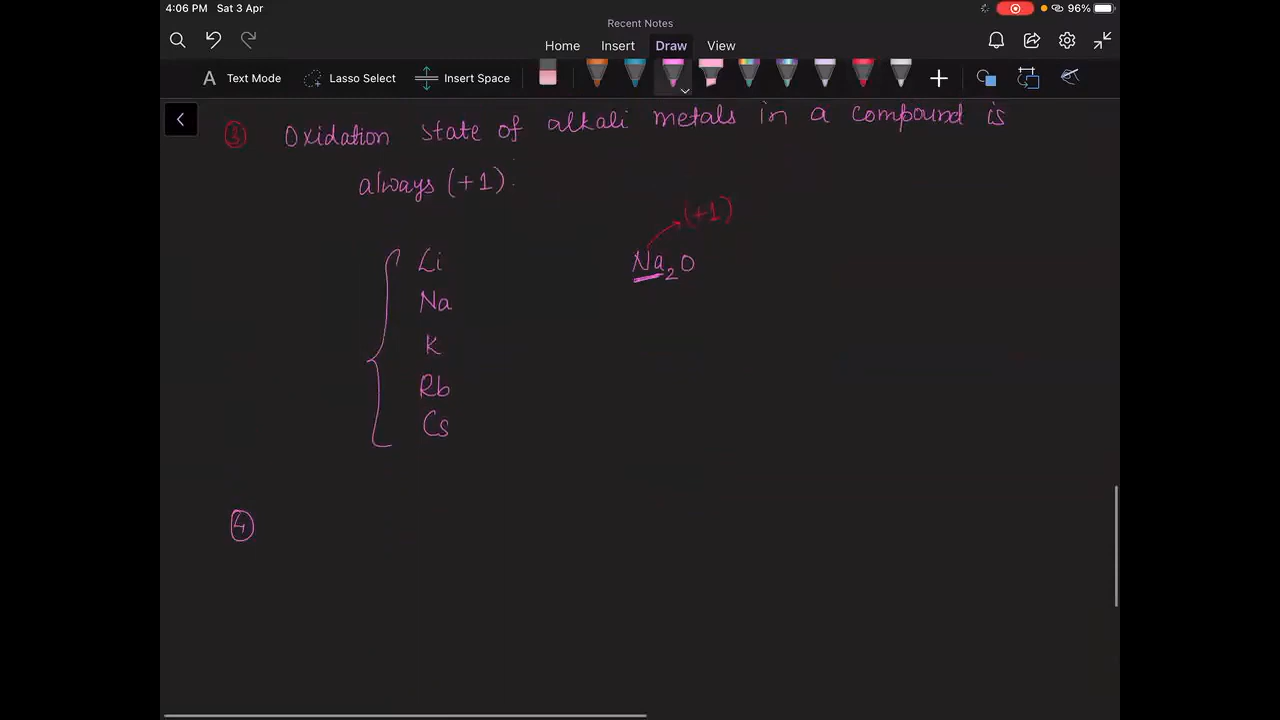 4:06 PM Sat 3 Apr
96%
Recent Notes
Home Insert Draw View
A Text Mode Lasso Select Insert Space
③ Oxidation state of alkali metals in a compound is
always (+1).
(+1)
Li
Na₂O
Na
K
Rb
Cs
④